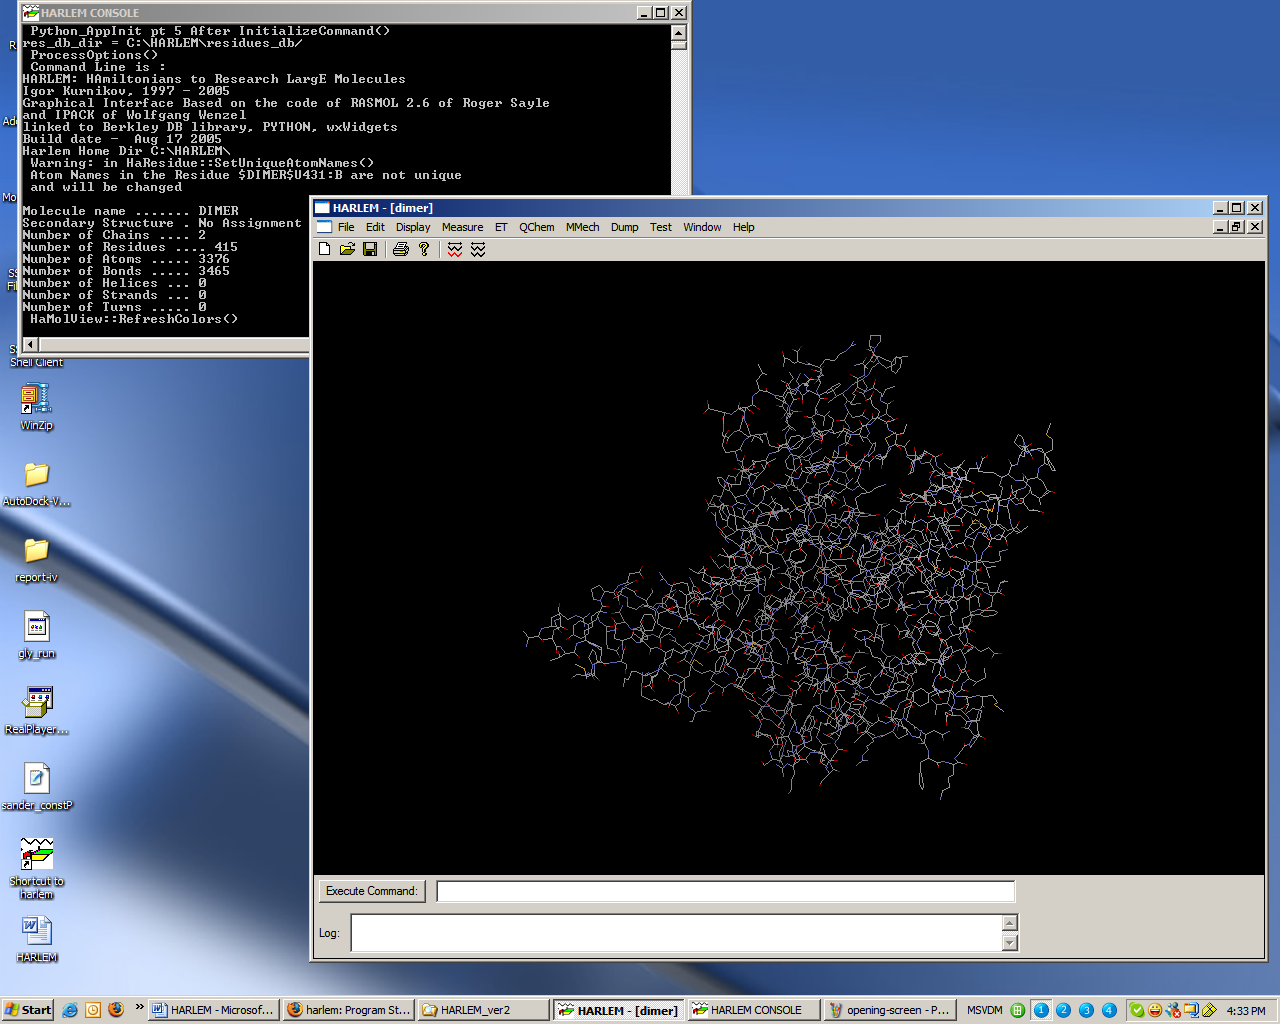 HARLEM CONSOLE
Python_AppInit pt 5 After InitializeCommand()
res_db_dir = C:\HARLEM\residues_db/
ProcessOptions()
Command Line is :
HARLEM: HAmiltonians to Research LargE Molecules
Igor Kurnikov, 1997 - 2005
Graphical Interface Based on the code of RASMOL 2.6 of Roger Sayle
and IPACK of Wolfgang Wenzel
linked to Berkley DB library, PYTHON, wxWidgets
Build date - Aug 17 2005
Harlem Home Dir C:\HARLEM\
Warning: in HaResidue::SetUniqueAtomNames()
Atom Names in the Residue $DIMER$U431:B are not unique
and will be changed
Molecule name ....... DIMER
Secondary Structure . No Assignment
Number of Chains .... 2
Number of Residues .... 415
Number of Atoms ..... 3376
Number of Bonds ..... 3465
Number of Helices ... 0
Number of Strands ... 0
Number of Turns ..... 0
HaMolView::RefreshColors()
HARLEM - [dimer]
File Edit Display Measure ET QChem MMech Dump Test Window Help
Execute Command:
Log:
Shell Client
WinZip
AutoDock-V...
report-iv
gly_run
RealPlayer...
sander_constP
Shortcut to
harlem
HARLEM
Start
HARLEM - Microsof...
harlem: Program St...
HARLEM_ver2
HARLEM - [dimer]
HARLEM CONSOLE
opening-screen - P...
MSVDM
1 2 3 4
4:33 PM